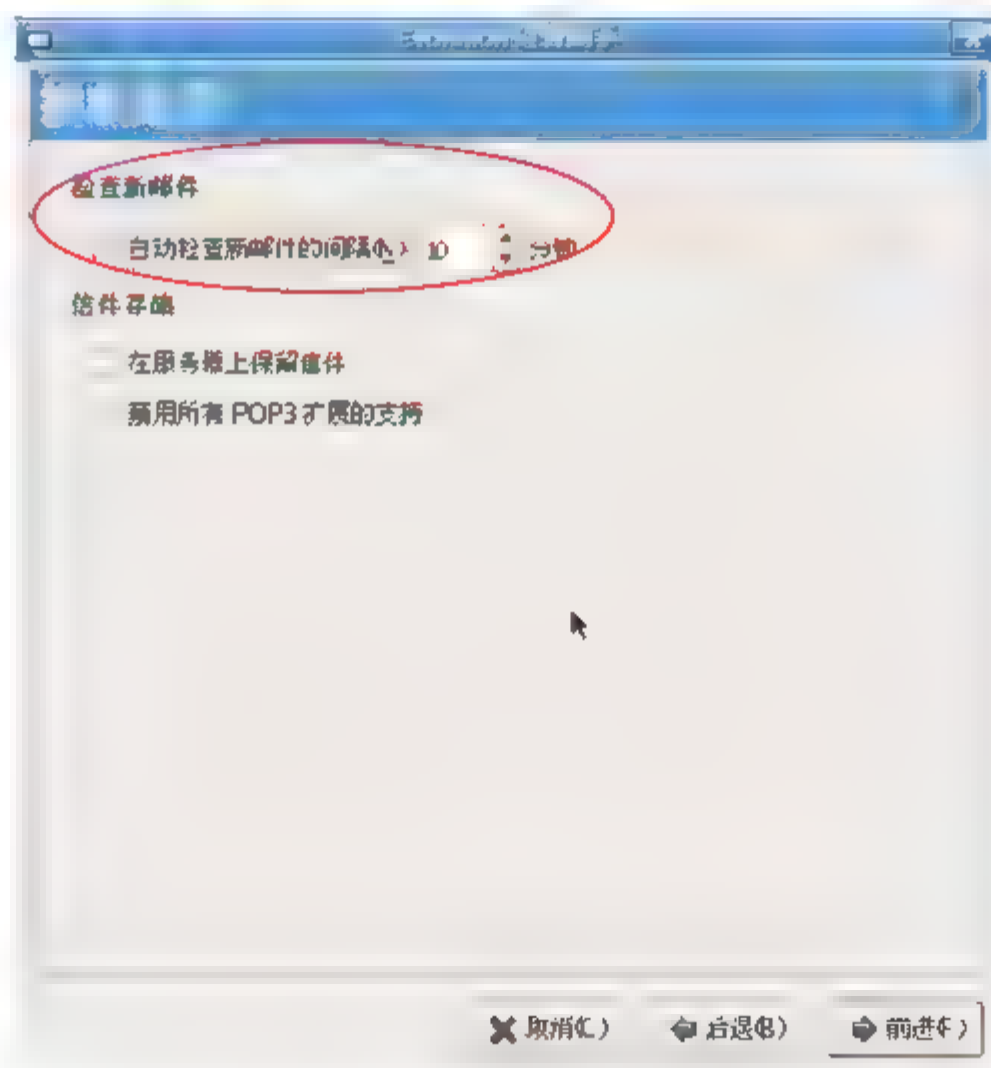 检查新邮件
自动检查新邮件的间隔 10 分钟
信件存储
在服务器上保留信件
禁用所有 POP3 扩展的支持
取消(C) 后退(B) 前进(F)